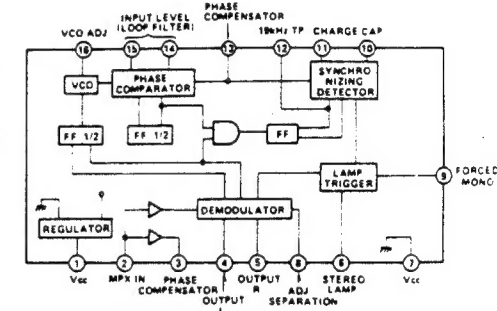 PHASE
COMPENSATOR
INPUT LEVEL
(LOOP FILTER)
VCO ADJ
19kHz TP
CHARGE CAP
16
15
14
13
12
11
10
VCO
PHASE
COMPARATOR
SYNCHRO
NIZING
DETECTOR
FF 1/2
FF 1/2
FF
LAMP
TRIGGER
9
FORCED
MONO
DEMODULATOR
REGULATOR
1
2
3
4
5
8
6
7
Vcc
MPX IN
PHASE
COMPENSATOR
OUTPUT
OUTPUT
R
ADJ
SEPARATION
STEREO
LAMP
Vcc